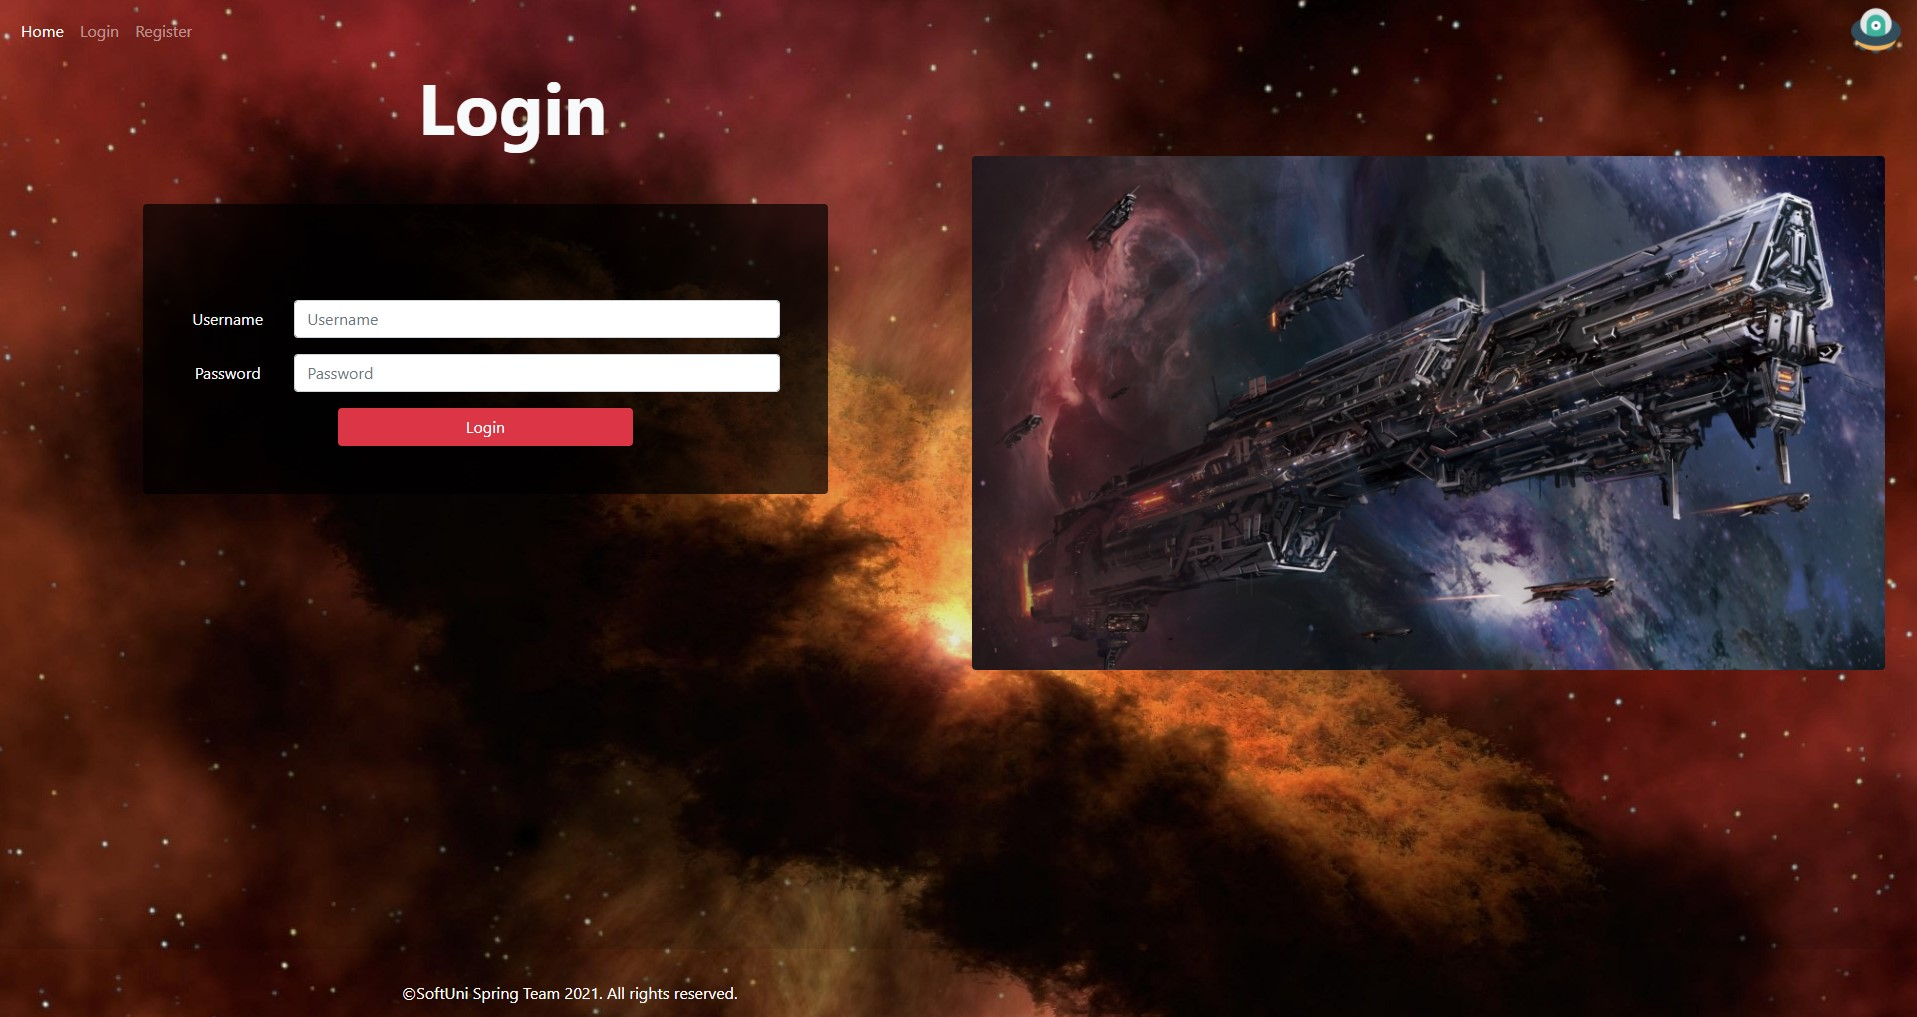 Home Login Register
Login
Username Username
Password Password
Login
©SoftUni Spring Team 2021. All rights reserved.